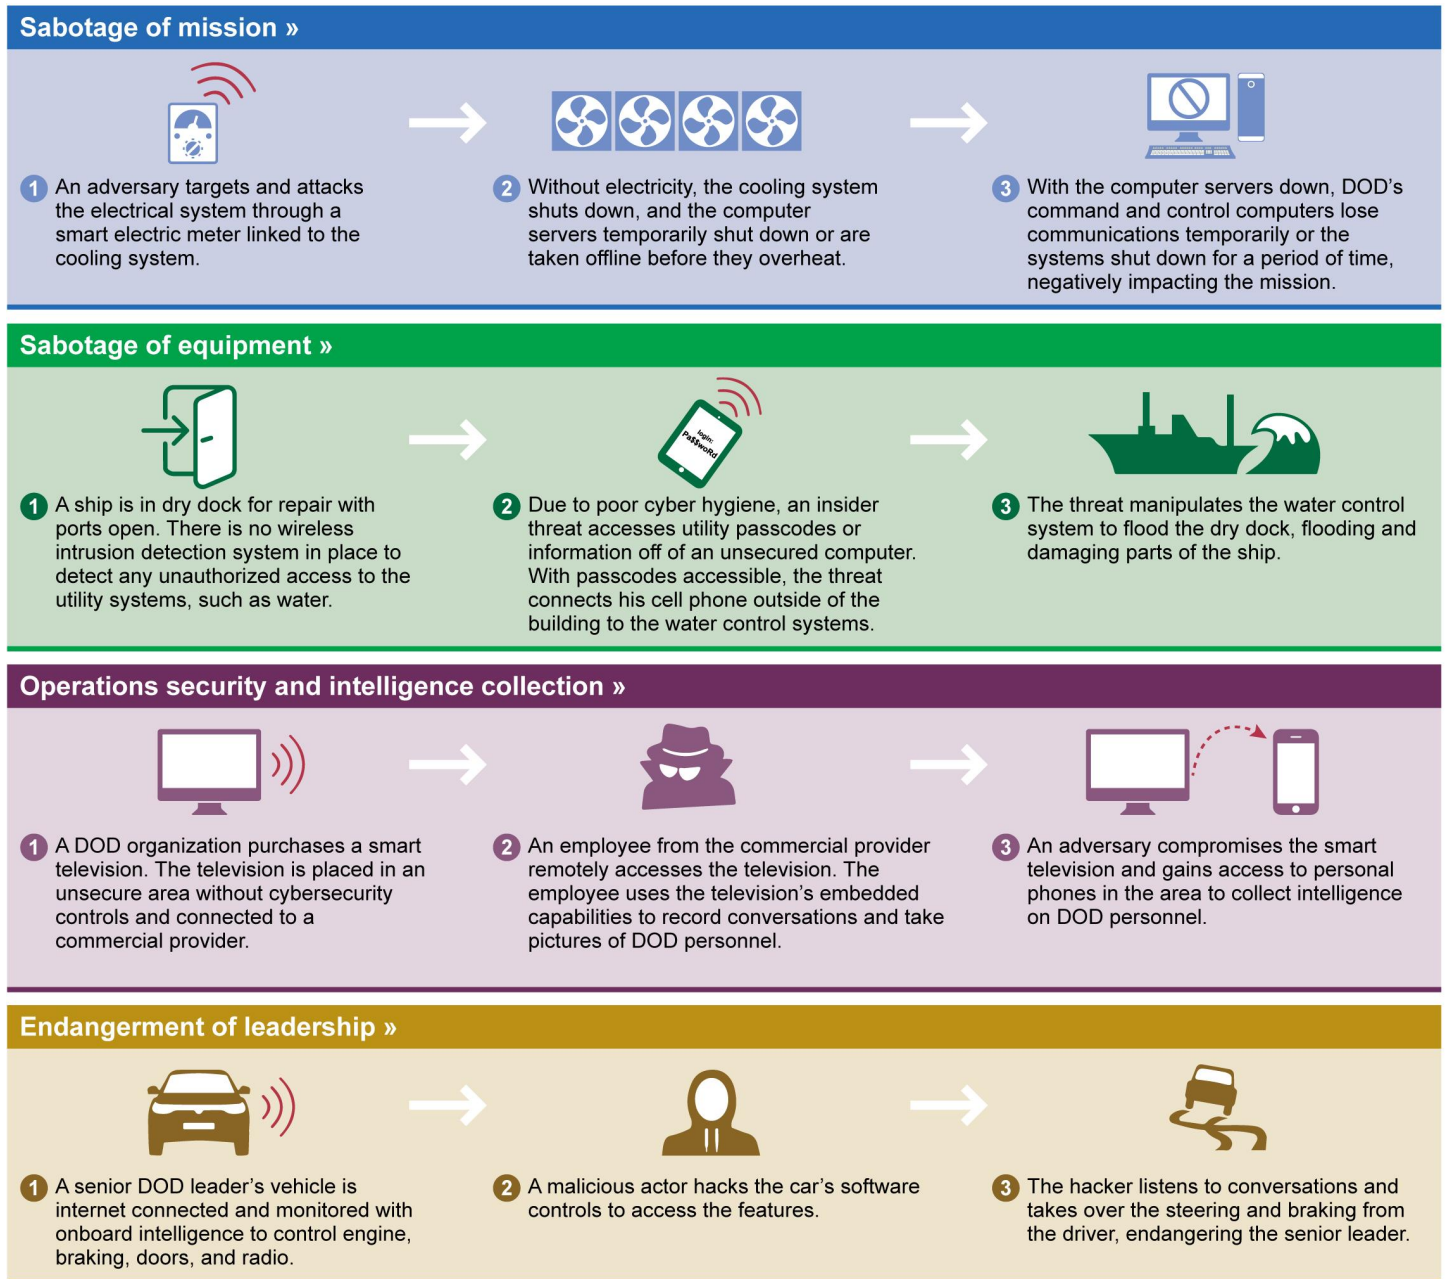 Sabotage of mission »
1 An adversary targets and attacks
the electrical system through a
smart electric meter linked to the
cooling system.
2 Without electricity, the cooling system
shuts down, and the computer
servers temporarily shut down or are
taken offline before they overheat.
3 With the computer servers down, DOD's
command and control computers lose
communications temporarily or the
systems shut down for a period of time,
negatively impacting the mission.
Sabotage of equipment »
1 A ship is in dry dock for repair with
ports open. There is no wireless
intrusion detection system in place to
detect any unauthorized access to the
utility systems, such as water.
login:
Pa$$woRd
2 Due to poor cyber hygiene, an insider
threat accesses utility passcodes or
information off of an unsecured computer.
With passcodes accessible, the threat
connects his cell phone outside of the
building to the water control systems.
3 The threat manipulates the water control
system to flood the dry dock, flooding and
damaging parts of the ship.
Operations security and intelligence collection »
1 A DOD organization purchases a smart
television. The television is placed in an
unsecure area without cybersecurity
controls and connected to a
commercial provider.
2 An employee from the commercial provider
remotely accesses the television. The
employee uses the television's embedded
capabilities to record conversations and take
pictures of DOD personnel.
3 An adversary compromises the smart
television and gains access to personal
phones in the area to collect intelligence
on DOD personnel.
Endangerment of leadership »
1 A senior DOD leader's vehicle is
internet connected and monitored with
onboard intelligence to control engine,
braking, doors, and radio.
2 A malicious actor hacks the car's software
controls to access the features.
3 The hacker listens to conversations and
takes over the steering and braking from
the driver, endangering the senior leader.